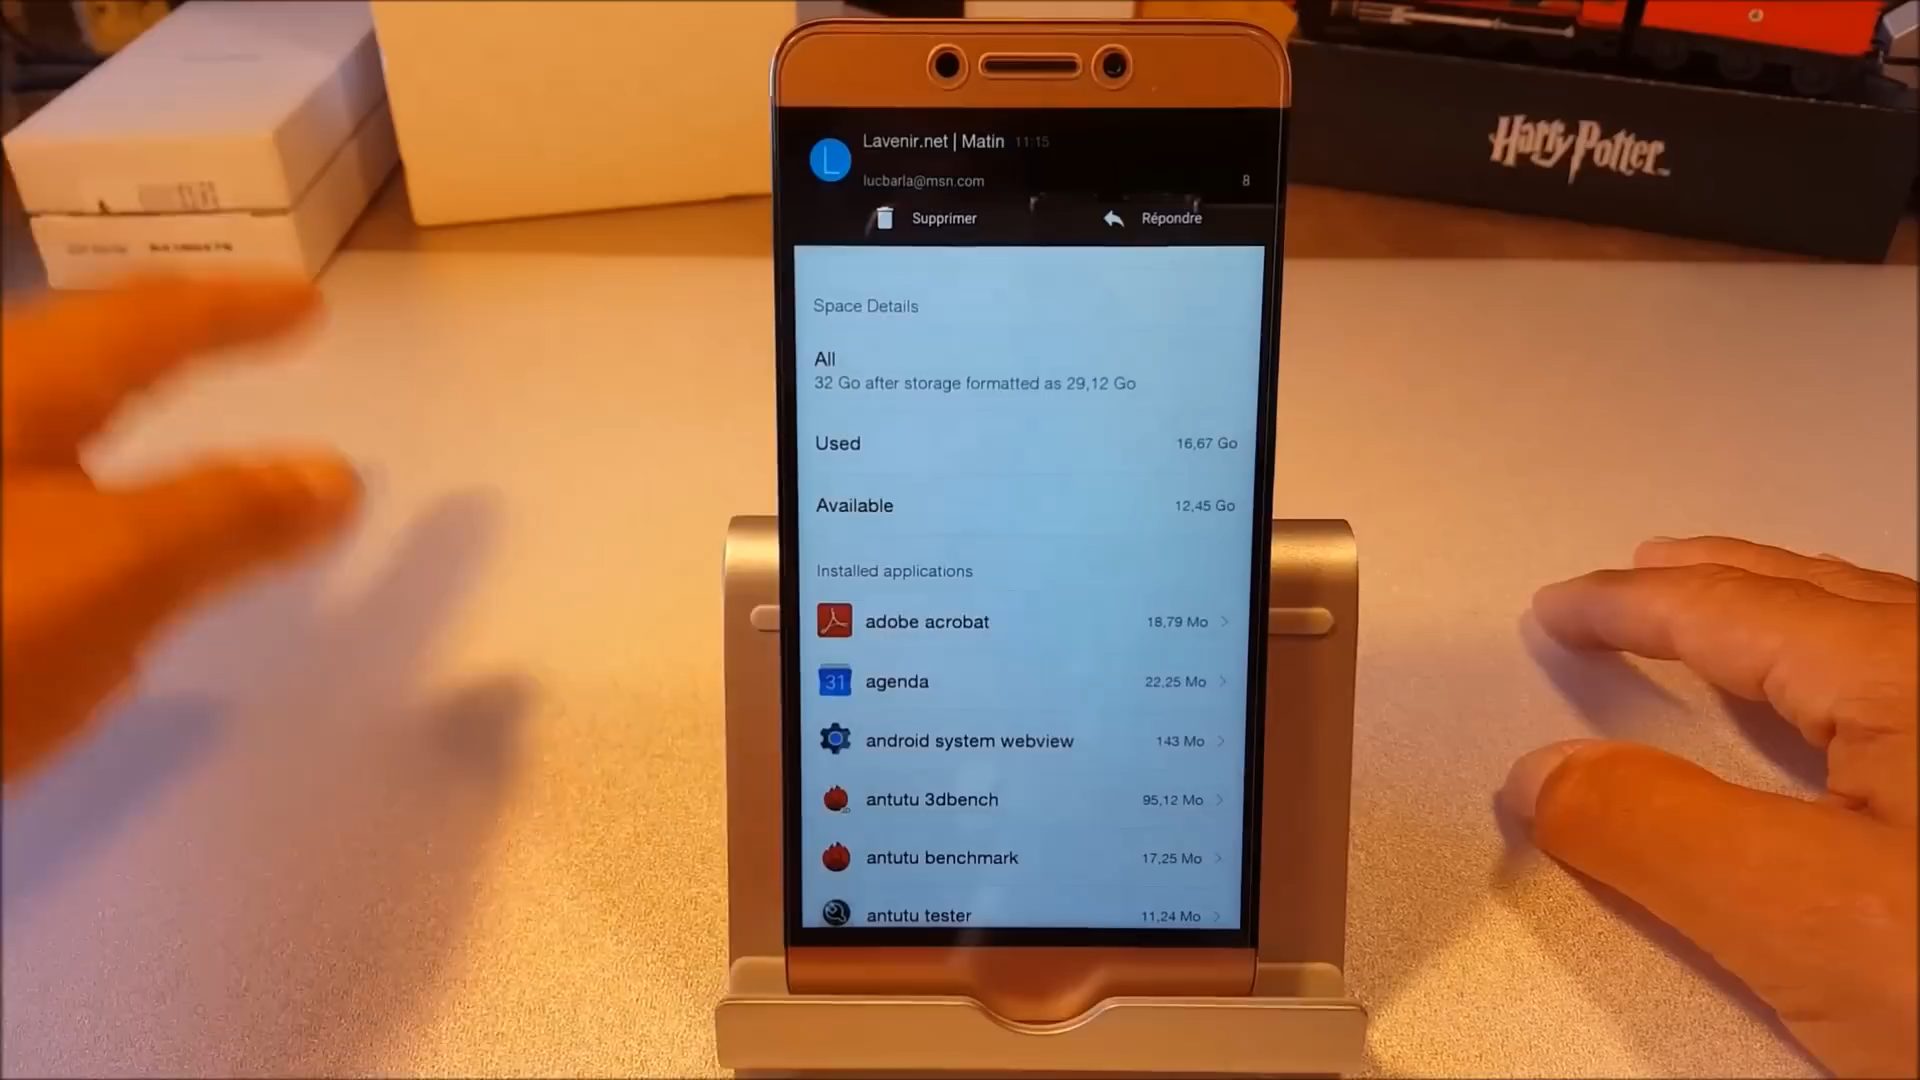 Harry Potter
L
Lavenir.net | Matin 11:15
lucbarla@msn.com 8
Supprimer Répondre
Space Details
All
32 Go after storage formatted as 29,12 Go
Used 16,67 Go
Available 12,45 Go
Installed applications
adobe acrobat 18,79 Mo
31 agenda 22,25 Mo
android system webview 143 Mo
antutu 3dbench 95,12 Mo
antutu benchmark 17,25 Mo
antutu tester 11,24 Mo